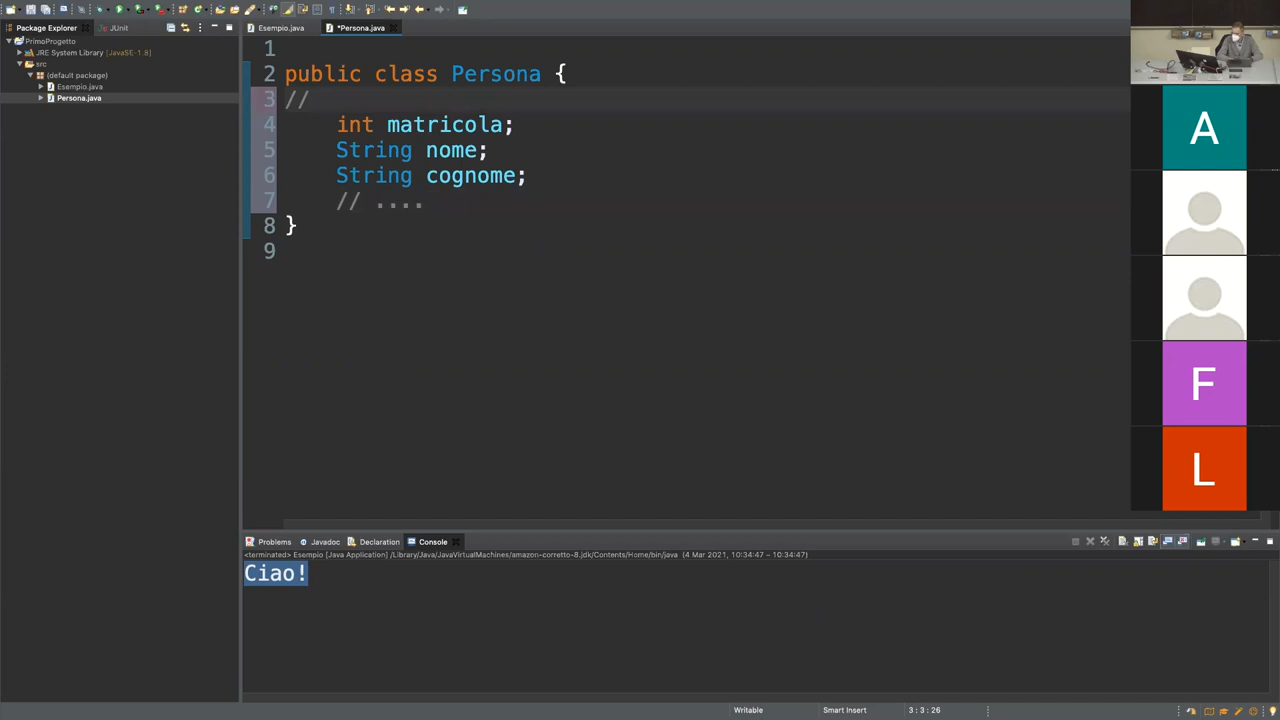 Package Explorer
JUnit
PrimoProgetto
JRE System Library [JavaSE-1.8]
src
(default package)
Esempio.java
Persona.java
Esempio.java
*Persona.java
1
2 public class Persona {
3 //
4 int matricola;
5 String nome;
6 String cognome;
7 // ....
8 }
9
A
F
L
Problems
Javadoc
Declaration
Console
<terminated> Esempio [Java Application] /Library/Java/JavaVirtualMachines/amazon-corretto-8.jdk/Contents/Home/bin/java (4 Mar 2021, 10:34:47 – 10:34:47)
Ciao!
Writable
Smart Insert
3 : 3 : 26